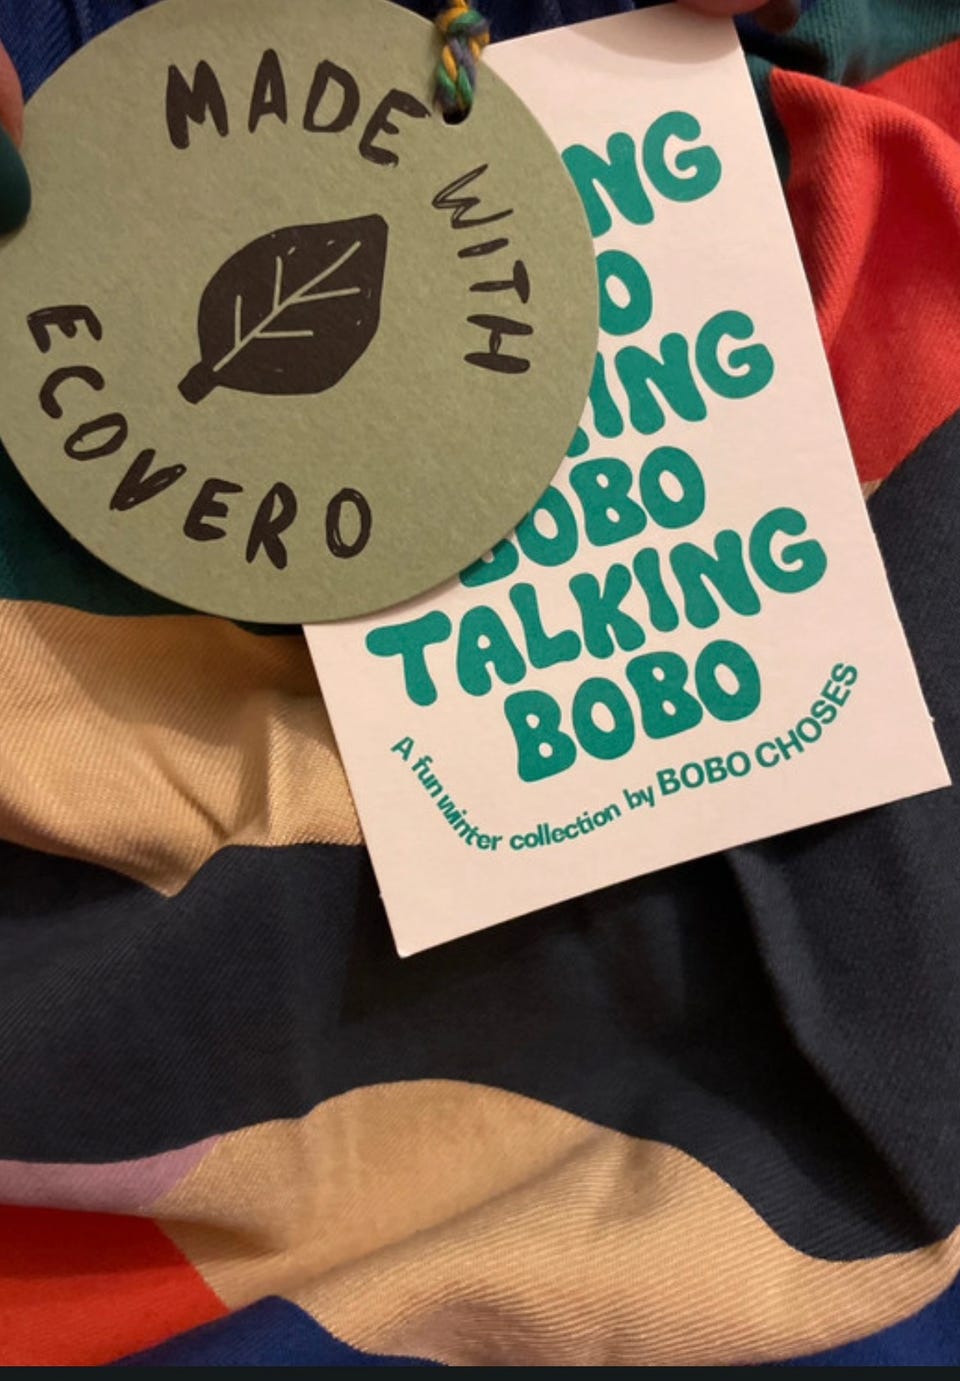 MADE WITH
ECOVERO
BOBO
TALKING
BOBO
A fun winter collection by BOBO CHOSES